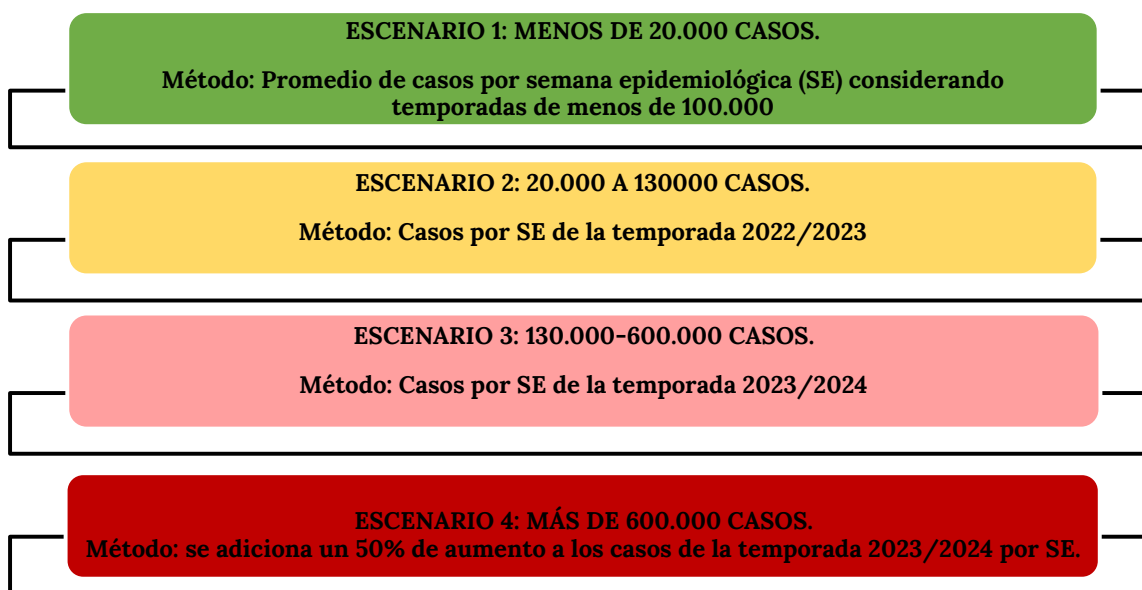 ESCENARIO 1: MENOS DE 20.000 CASOS.
Método: Promedio de casos por semana epidemiológica (SE) considerando
temporadas de menos de 100.000
ESCENARIO 2: 20.000 A 130000 CASOS.
Método: Casos por SE de la temporada 2022/2023
ESCENARIO 3: 130.000-600.000 CASOS.
Método: Casos por SE de la temporada 2023/2024
ESCENARIO 4: MÁS DE 600.000 CASOS.
Método: se adiciona un 50% de aumento a los casos de la temporada 2023/2024 por SE.